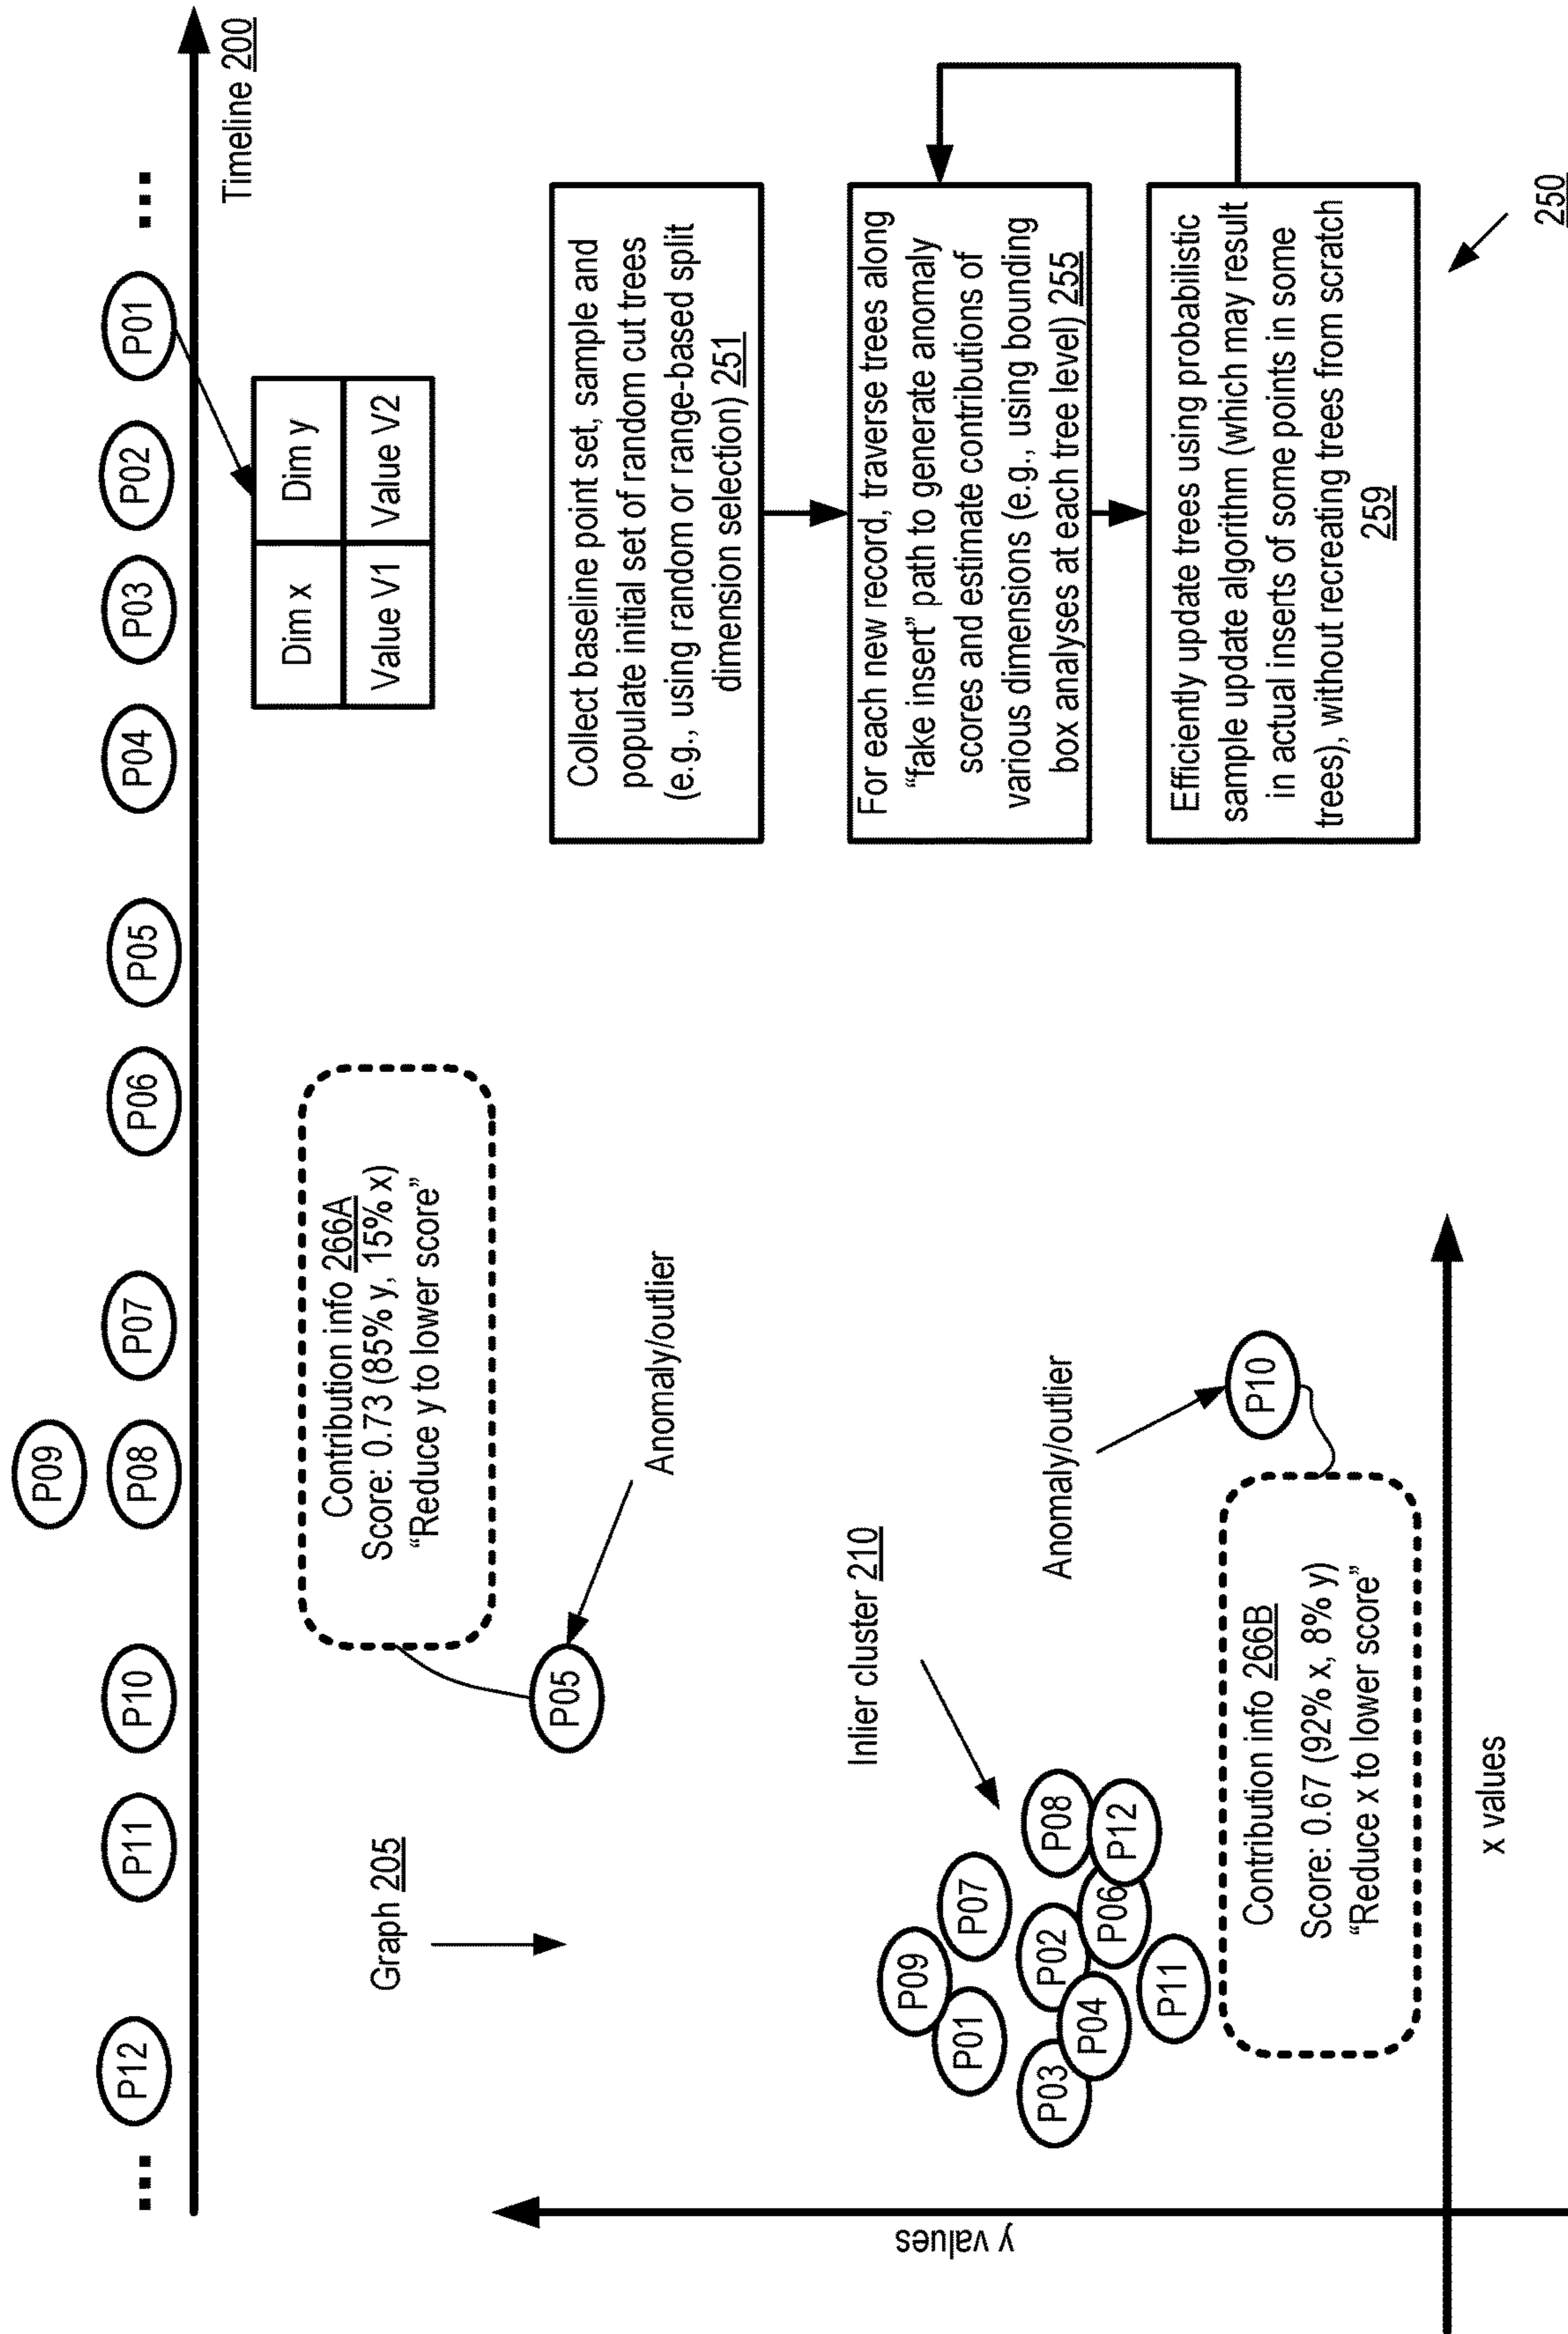 P09
... P12 P11 P10 P08 P07 P06 P05 P04 P03 P02 P01 ...
Timeline 200
Dim x Dim y
Value V1 Value V2
Graph 205
Contribution info 266A
Score: 0.73 (85% y, 15% x)
“Reduce y to lower score”
P05
Anomaly/outlier
Inlier cluster 210
P09
P01
P07
P03
P02
P08
P04
P06
P12
P11
Anomaly/outlier
P10
Contribution info 266B
Score: 0.67 (92% x, 8% y)
“Reduce x to lower score”
y values
x values
Collect baseline point set, sample and
populate initial set of random cut trees
(e.g., using random or range-based split
dimension selection) 251
For each new record, traverse trees along
“fake insert” path to generate anomaly
scores and estimate contributions of
various dimensions (e.g., using bounding
box analyses at each tree level) 255
Efficiently update trees using probabilistic
sample update algorithm (which may result
in actual inserts of some points in some
trees), without recreating trees from scratch
259
250